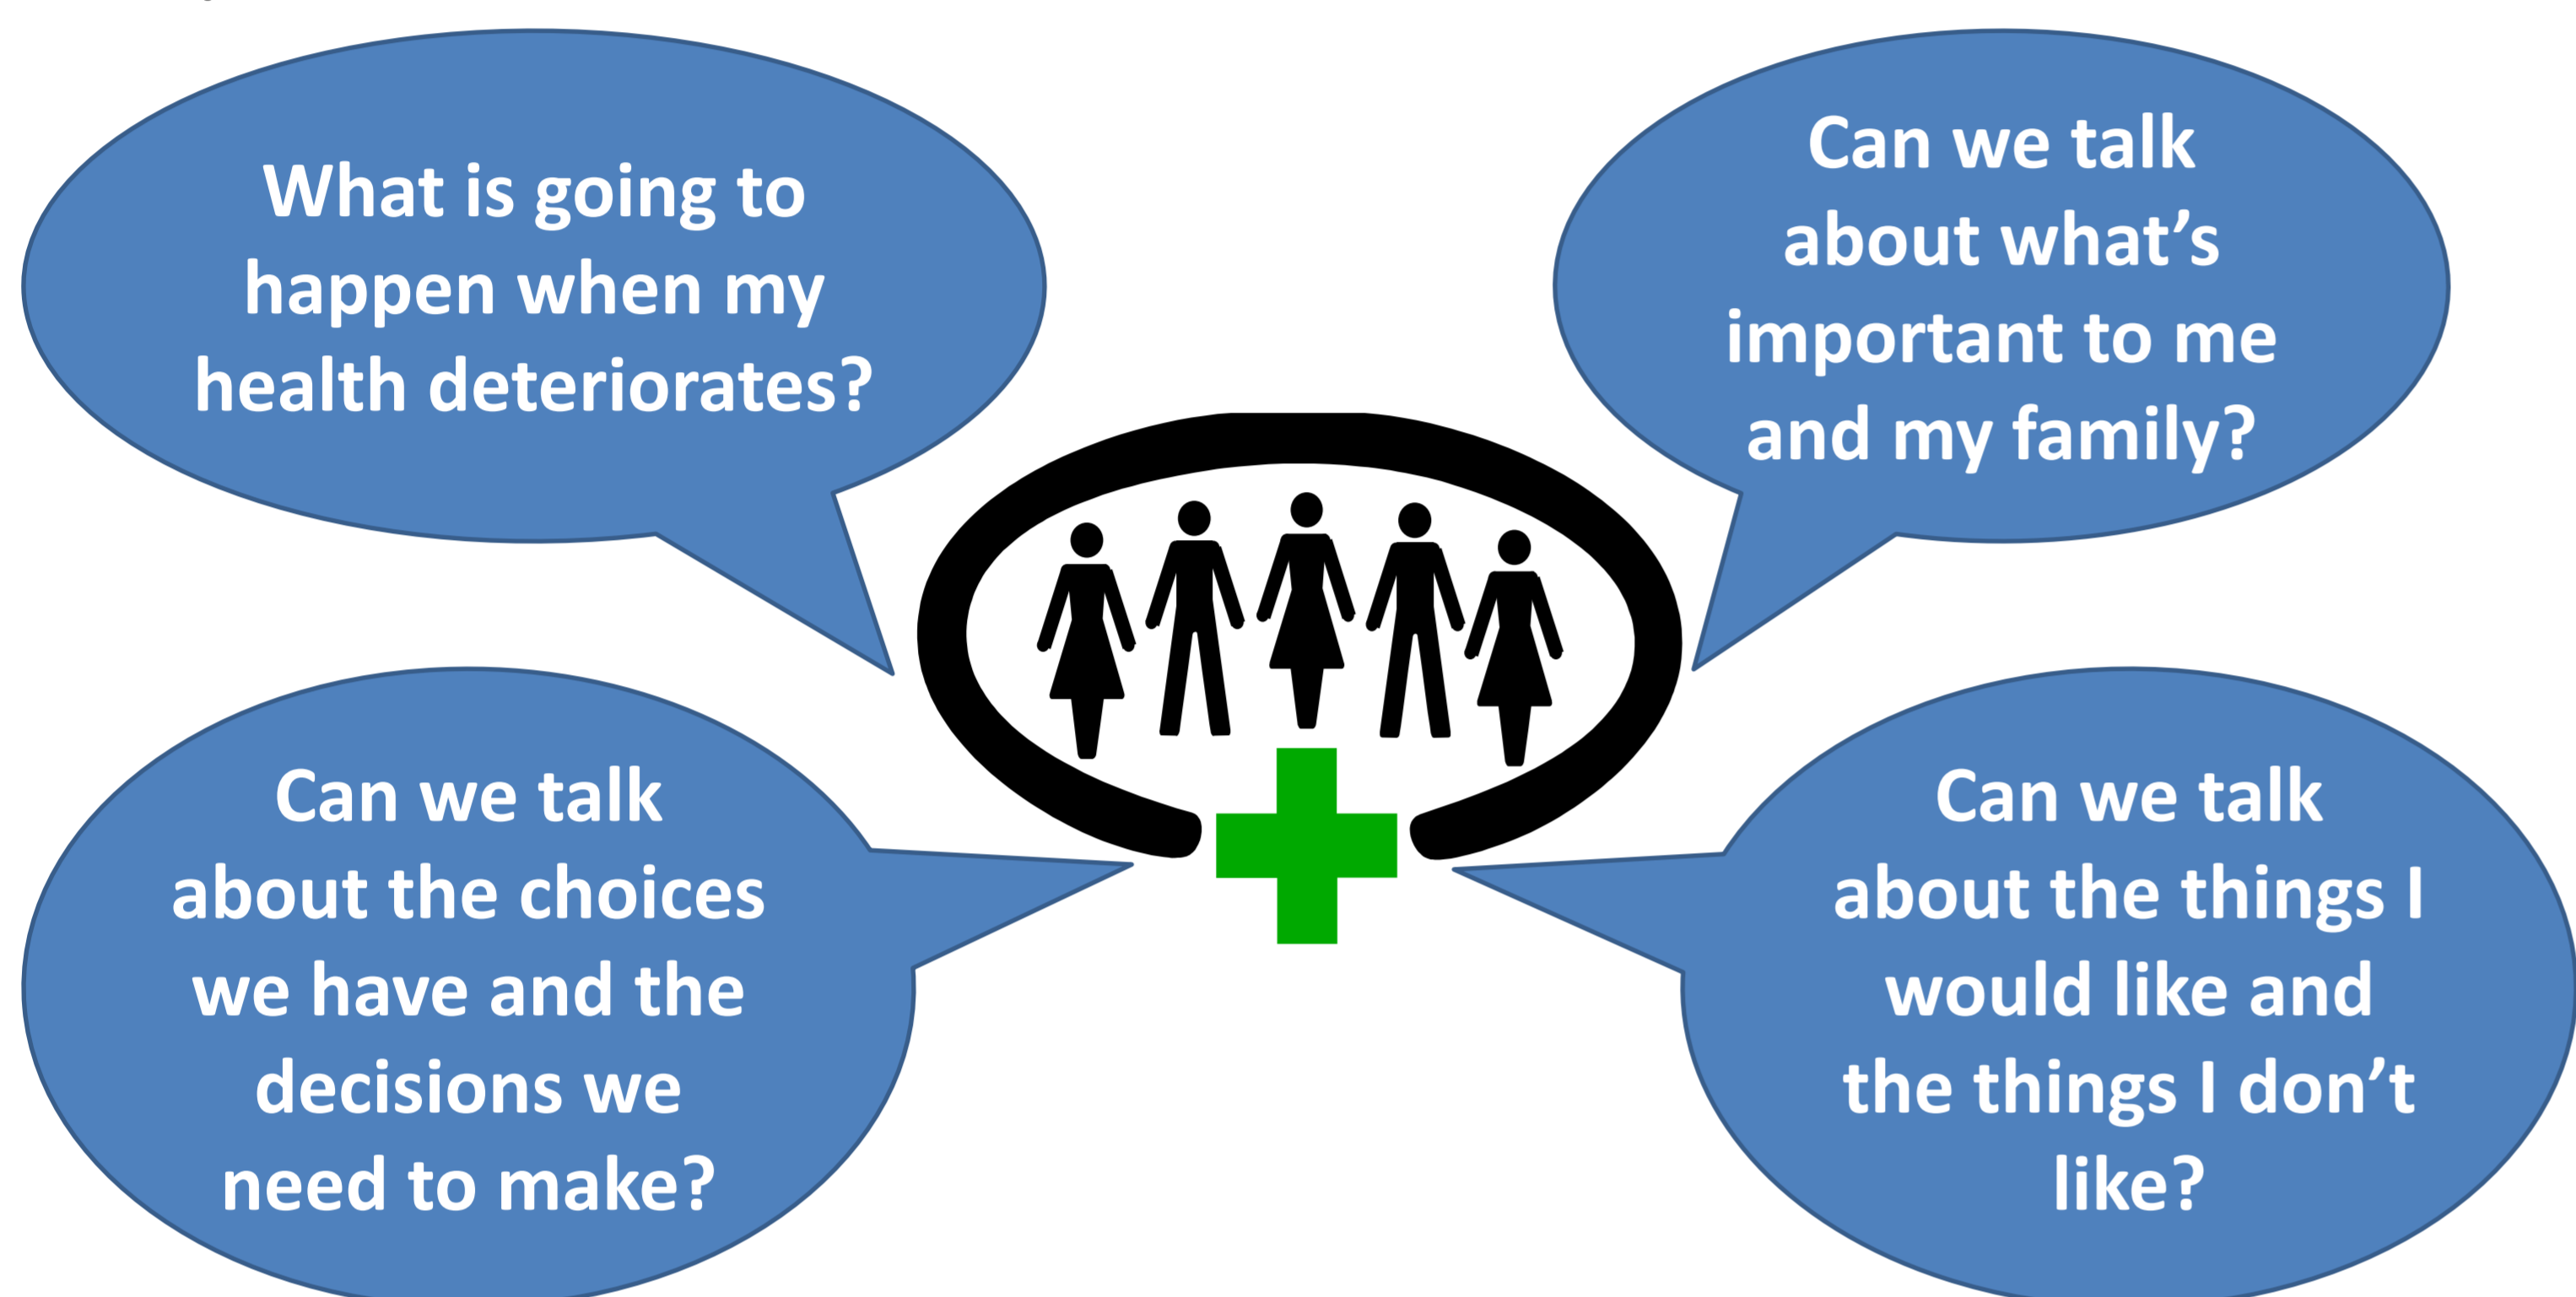 What is going to
happen when my
health deteriorates?
Can we talk
about what’s
important to me
and my family?
Can we talk
about the choices
we have and the
decisions we
need to make?
Can we talk
about the things I
would like and
the things I don’t
like?